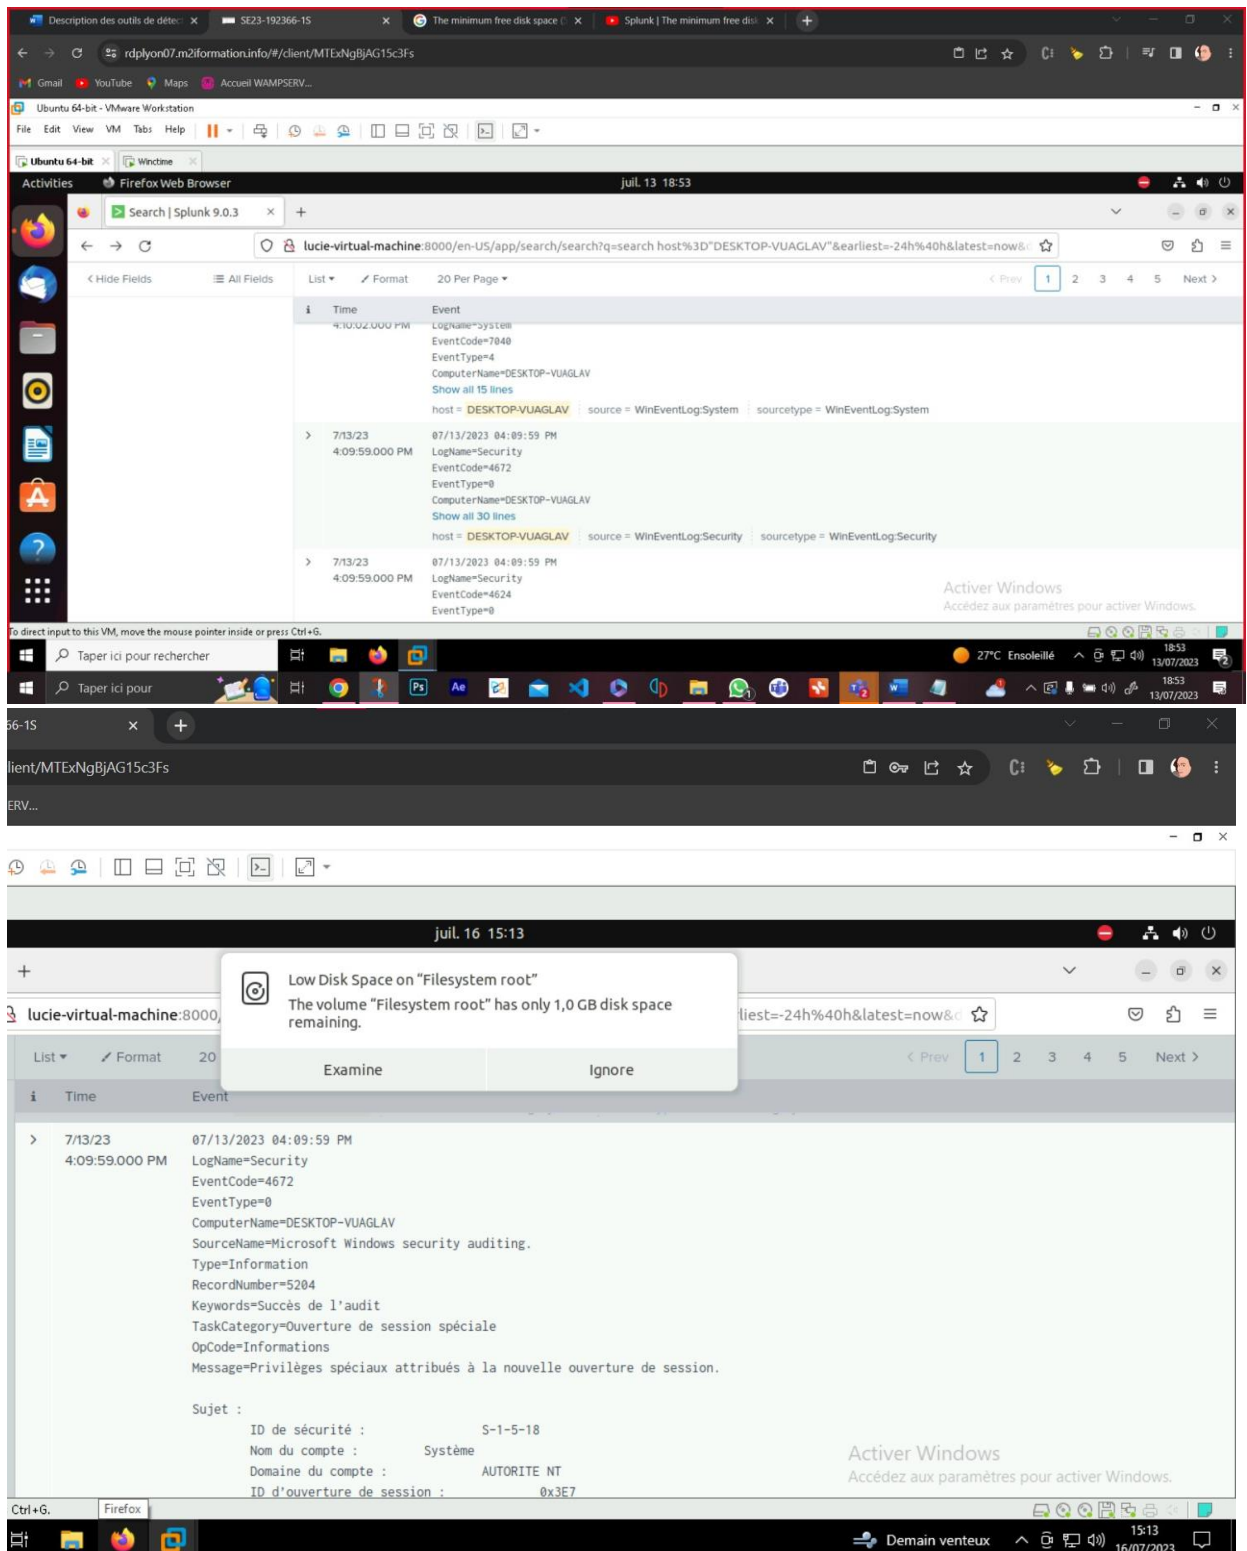 Description des outils de détec
SE23-192366-1S
The minimum free disk space (
Splunk | The minimum free dis
rdplyon07.m2iformation.info/#/client/MTExNgBjAG15c3Fs
Gmail YouTube Maps Accueil WAMPSERV...
Ubuntu 64-bit - VMware Workstation
File Edit View VM Tabs Help
Ubuntu 64-bit Winctime
Activities Firefox Web Browser juil. 13 18:53
Search | Splunk 9.0.3
lucie-virtual-machine:8000/en-US/app/search/search?q=search host%3D"DESKTOP-VUAGLAV"&earliest=-24h%40h&latest=now&
< Hide Fields All Fields List Format 20 Per Page < Prev 1 2 3 4 5 Next >
i Time Event
4:10:02.000 PM LogName=System
EventCode=7040
EventType=4
ComputerName=DESKTOP-VUAGLAV
Show all 15 lines
host = DESKTOP-VUAGLAV source = WinEventLog:System sourcetype = WinEventLog:System
> 7/13/23 07/13/2023 04:09:59 PM
4:09:59.000 PM LogName=Security
EventCode=4672
EventType=0
ComputerName=DESKTOP-VUAGLAV
Show all 30 lines
host = DESKTOP-VUAGLAV source = WinEventLog:Security sourcetype = WinEventLog:Security
> 7/13/23 07/13/2023 04:09:59 PM
4:09:59.000 PM LogName=Security
EventCode=4624
EventType=0
Activer Windows
Accédez aux paramètres pour activer Windows.
To direct input to this VM, move the mouse pointer inside or press Ctrl+G.
Taper ici pour rechercher 27°C Ensoleillé 18:53
13/07/2023
Taper ici pour 18:53
13/07/2023
66-1S
lient/MTExNgBjAG15c3Fs
ERV...
juil. 16 15:13
Low Disk Space on "Filesystem root"
The volume "Filesystem root" has only 1,0 GB disk space
remaining.
Examine Ignore
lucie-virtual-machine:8000, liest=-24h%40h&latest=now&
List Format 20 < Prev 1 2 3 4 5 Next >
i Time Event
> 7/13/23 07/13/2023 04:09:59 PM
4:09:59.000 PM LogName=Security
EventCode=4672
EventType=0
ComputerName=DESKTOP-VUAGLAV
SourceName=Microsoft Windows security auditing.
Type=Information
RecordNumber=5204
Keywords=Succès de l'audit
TaskCategory=Ouverture de session spéciale
OpCode=Informations
Message=Privilèges spéciaux attribués à la nouvelle ouverture de session.
Sujet :
ID de sécurité : S-1-5-18
Nom du compte : Système
Domaine du compte : AUTORITE NT
ID d'ouverture de session : 0x3E7
Activer Windows
Accédez aux paramètres pour activer Windows.
Ctrl+G. Firefox
Demain venteux 15:13
16/07/2023